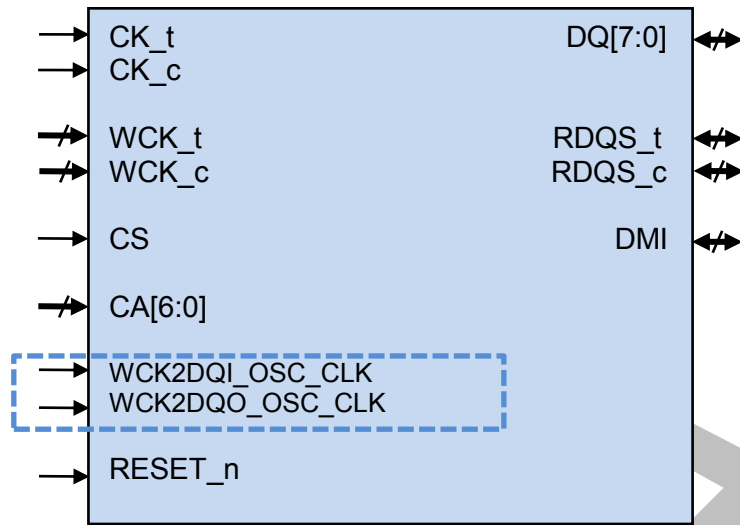 CK_t
CK_c
WCK_t
WCK_c
CS
CA[6:0]
WCK2DQI_OSC_CLK
WCK2DQO_OSC_CLK
RESET_n
DQ[7:0]
RDQS_t
RDQS_c
DMI